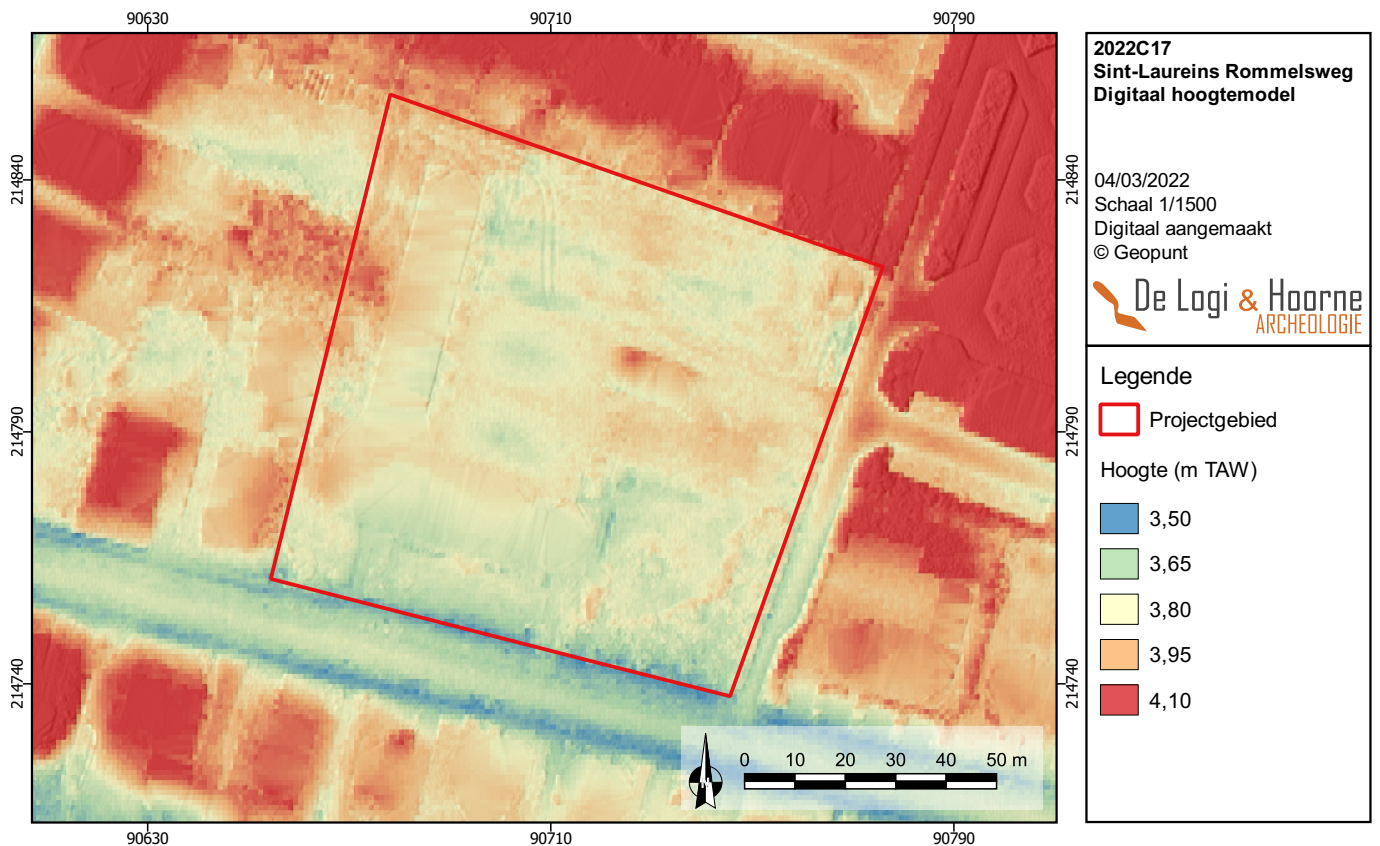 90630 90710 90790
214840 214840
214790 214790
214740 214740
90630 90710 90790
0 10 20 30 40 50 m
2022C17
Sint-Laureins Rommelsweg
Digitaal hoogtemodel
04/03/2022
Schaal 1/1500
Digitaal aangemaakt
© Geopunt
De Logi & Hoorne
ARCHEOLOGIE
Legende
Projectgebied
Hoogte (m TAW)
3,50
3,65
3,80
3,95
4,10